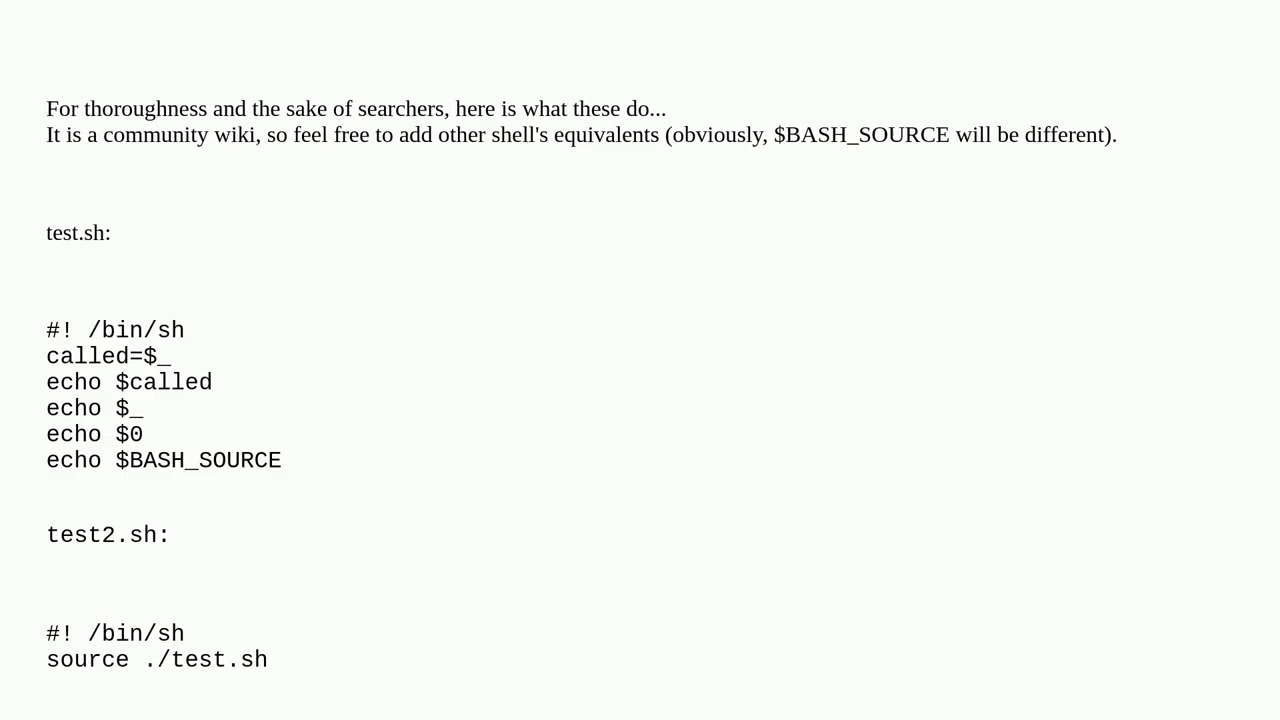 For thoroughness and the sake of searchers, here is what these do...
It is a community wiki, so feel free to add other shell's equivalents (obviously, $BASH_SOURCE will be different).
test.sh:
#! /bin/sh
called=$_
echo $called
echo $_
echo $0
echo $BASH_SOURCE
test2.sh:
#! /bin/sh
source ./test.sh